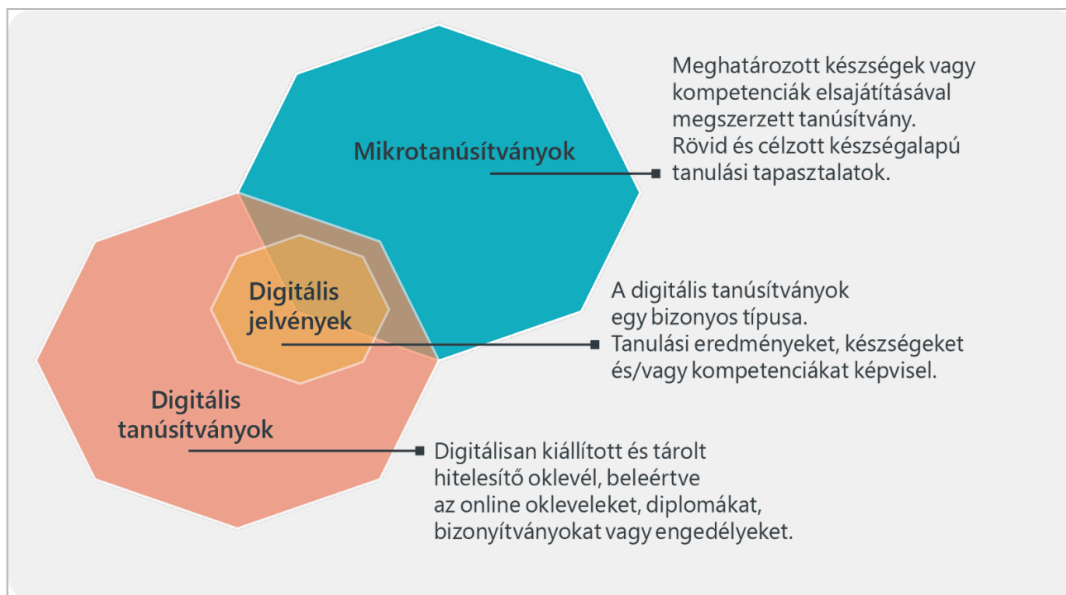 Meghatározott készségek vagy
kompetenciák elsajátításával
megszerzett tanúsítvány.
Rövid és célzott készségalapú
tanulási tapasztalatok.
Mikrotanúsítványok
Digitális
jelvények
A digitális tanúsítványok
egy bizonyos típusa.
Tanulási eredményeket, készségeket
és/vagy kompetenciákat képvisel.
Digitális
tanúsítványok
Digitálisan kiállított és tárolt
hitelesítő oklevél, beleértve
az online okleveleket, diplomákat,
bizonyítványokat vagy engedélyeket.